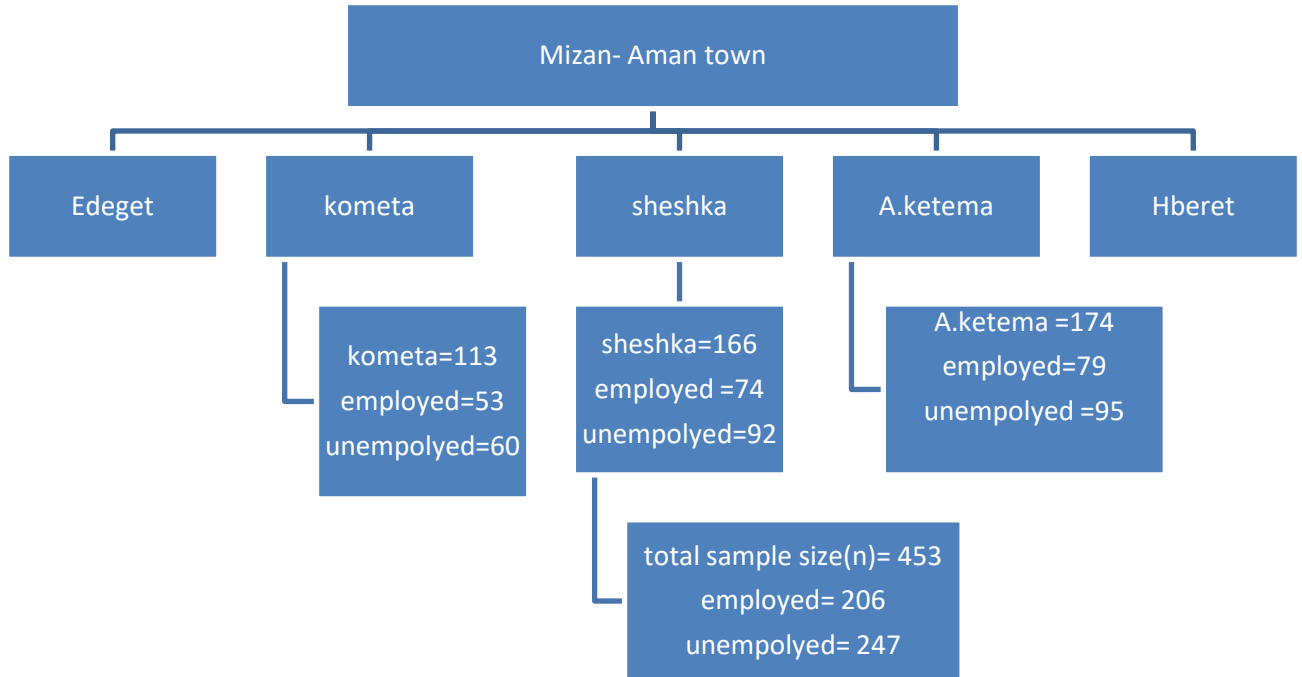 Mizan- Aman town
Edeget
kometa
sheshka
A.ketema
Hberet
kometa=113
employed=53
unempolyed=60
sheshka=166
employed =74
unempolyed=92
A.ketema =174
employed=79
unempolyed =95
total sample size(n)= 453
employed= 206
unempolyed= 247